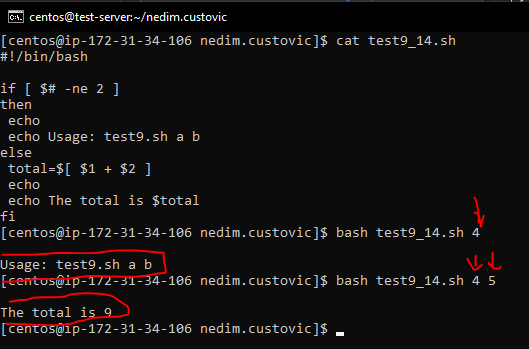 centos@test-server:~/nedim.custovic
[centos@ip-172-31-34-106 nedim.custovic]$ cat test9_14.sh
#!/bin/bash
if [ $# -ne 2 ]
then
echo
echo Usage: test9.sh a b
else
total=$[ $1 + $2 ]
echo
echo The total is $total
fi
[centos@ip-172-31-34-106 nedim.custovic]$ bash test9_14.sh 4
Usage: test9.sh a b
[centos@ip-172-31-34-106 nedim.custovic]$ bash test9_14.sh 4 5
The total is 9
[centos@ip-172-31-34-106 nedim.custovic]$